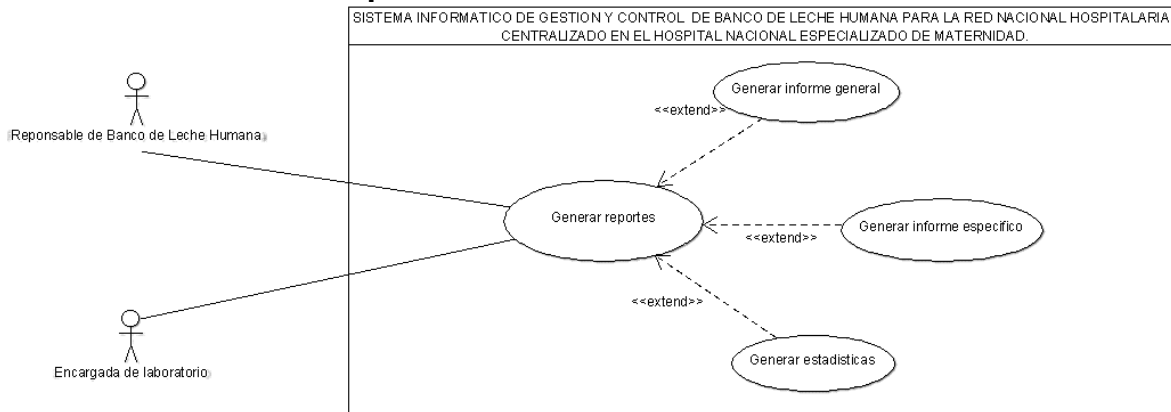 SISTEMA INFORMATICO DE GESTION Y CONTROL DE BANCO DE LECHE HUMANA PARA LA RED NACIONAL HOSPITALARIA
CENTRALIZADO EN EL HOSPITAL NACIONAL ESPECIALIZADO DE MATERNIDAD.
Generar informe general
<<extend>>
Reponsable de Banco de Leche Humana
Generar reportes
Generar informe especifico
<<extend>>
<<extend>>
Generar estadisticas
Encargada de laboratorio